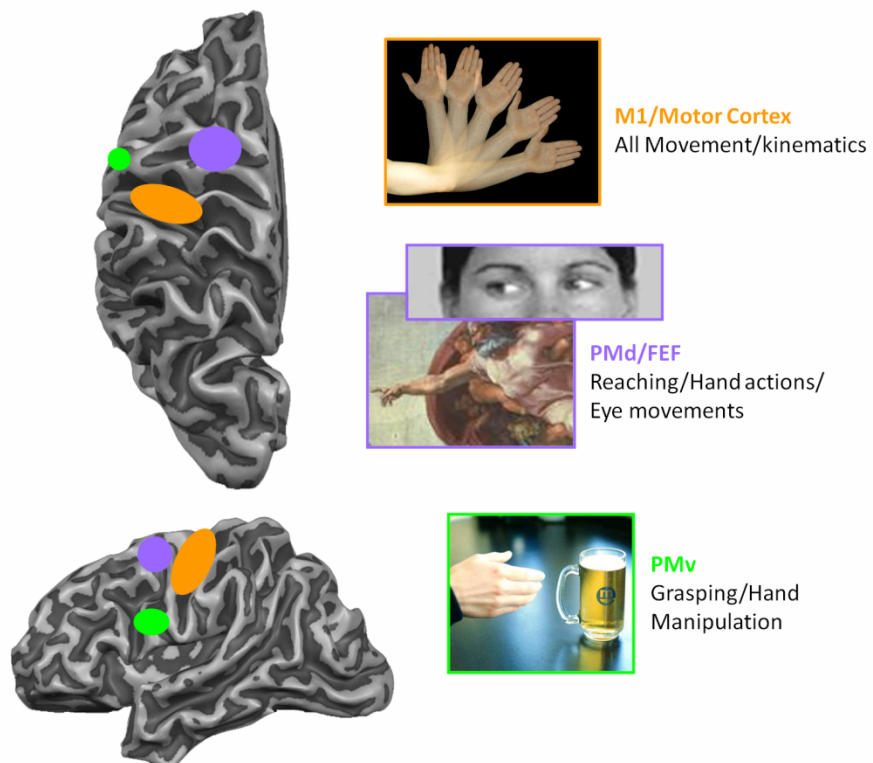 M1/Motor Cortex
All Movement/kinematics
PMd/FEF
Reaching/Hand actions/
Eye movements
PMv
Grasping/Hand
Manipulation